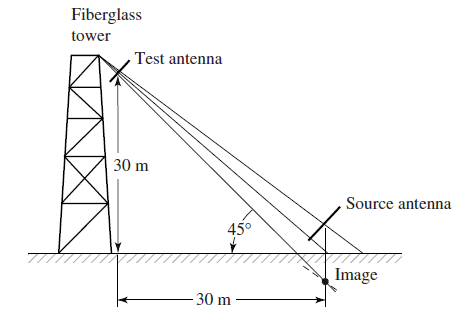 Fiberglass
tower
Test antenna
30 m
Source antenna
45°
Image
30 m